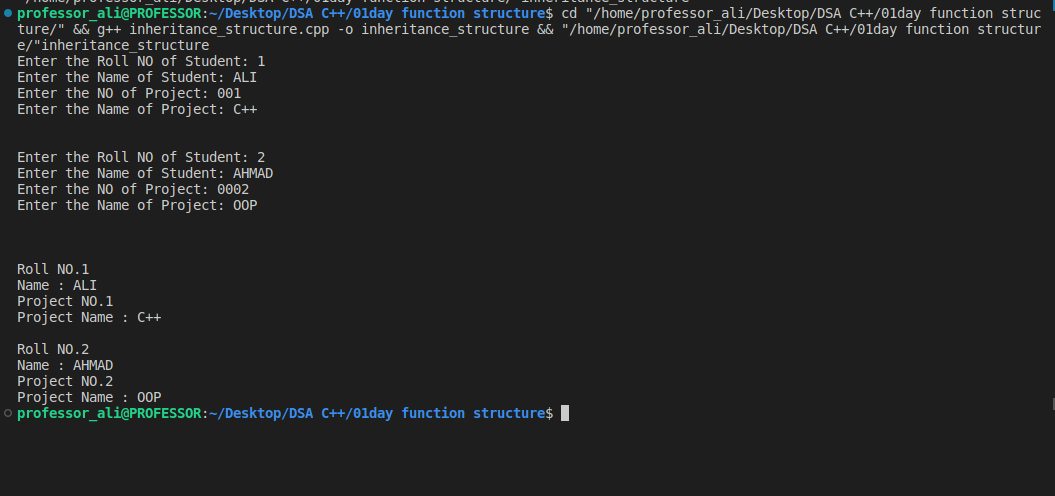 professor_ali@PROFESSOR:~/Desktop/DSA C++/01day function structure$ cd "/home/professor_ali/Desktop/DSA C++/01day function struc
ture/" && g++ inheritance_structure.cpp -o inheritance_structure && "/home/professor_ali/Desktop/DSA C++/01day function structur
e/"inheritance_structure
Enter the Roll NO of Student: 1
Enter the Name of Student: ALI
Enter the NO of Project: 001
Enter the Name of Project: C++
Enter the Roll NO of Student: 2
Enter the Name of Student: AHMAD
Enter the NO of Project: 0002
Enter the Name of Project: OOP
Roll NO.1
Name : ALI
Project NO.1
Project Name : C++
Roll NO.2
Name : AHMAD
Project NO.2
Project Name : OOP
professor_ali@PROFESSOR:~/Desktop/DSA C++/01day function structure$